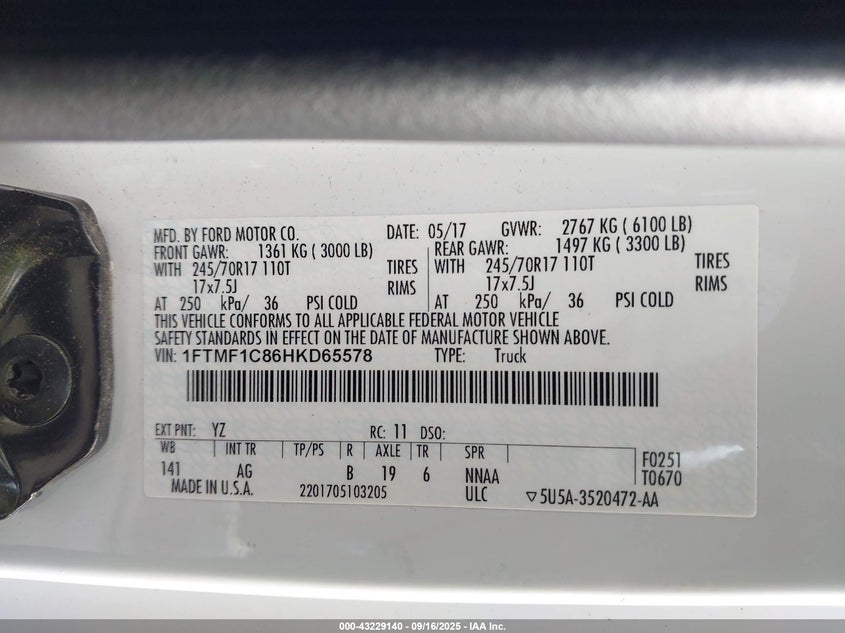 MFD. BY FORD MOTOR CO. DATE: 05/17 GVWR: 2767 KG ( 6100 LB)
FRONT GAWR: 1361 KG ( 3000 LB) REAR GAWR: 1497 KG ( 3300 LB)
WITH 245/70R17 110T TIRES WITH 245/70R17 110T TIRES
17x7.5J RIMS 17x7.5J RIMS
AT 250 kPa/ 36 PSI COLD AT 250 kPa/ 36 PSI COLD
THIS VEHICLE CONFORMS TO ALL APPLICABLE FEDERAL MOTOR VEHICLE
SAFETY STANDARDS IN EFFECT ON THE DATE OF MANUFACTURE SHOWN ABOVE.
VIN: 1FTMF1C86HKD65578 TYPE: Truck
EXT PNT: YZ RC: 11 DSO:
WB INT TR TP/PS R AXLE TR SPR F0251
141 AG B 19 6 NNAA T0670
MADE IN U.S.A. 2201705103205 ULC ▽5U5A-3520472-AA
000-43229140 - 09/16/2025 - IAA Inc.